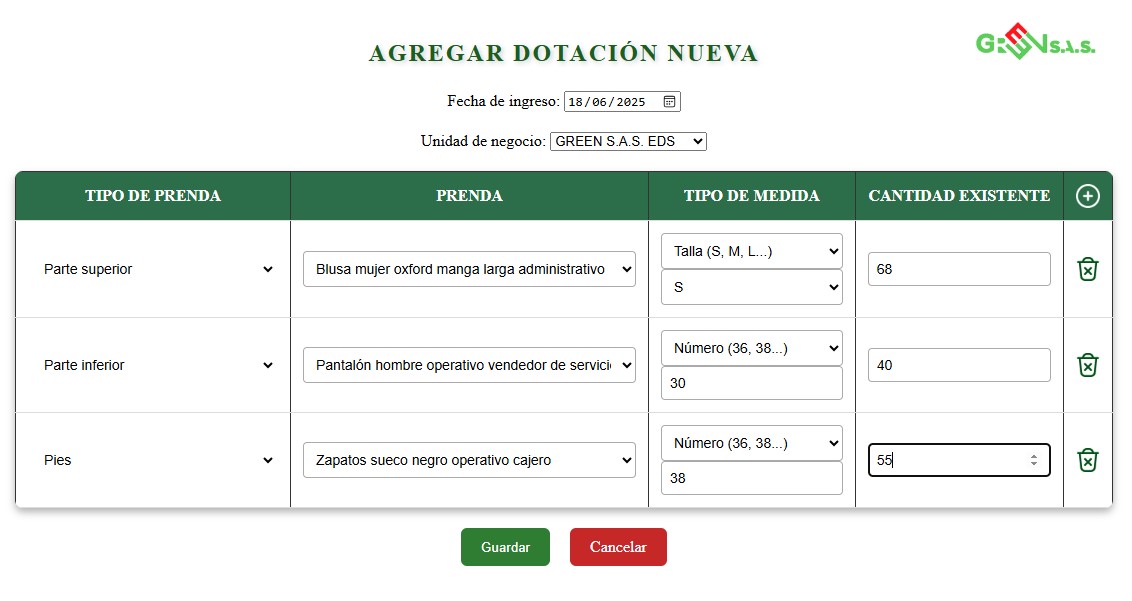 GREEN S.A.S.
AGREGAR DOTACIÓN NUEVA
Fecha de ingreso: 18/06/2025
Unidad de negocio: GREEN S.A.S. EDS
TIPO DE PRENDA PRENDA TIPO DE MEDIDA CANTIDAD EXISTENTE
Parte superior Blusa mujer oxford manga larga administrativo Talla (S, M, L...) 68
S
Parte inferior Pantalón hombre operativo vendedor de servici Número (36, 38...) 40
30
Pies Zapatos sueco negro operativo cajero Número (36, 38...) 55
38
Guardar Cancelar